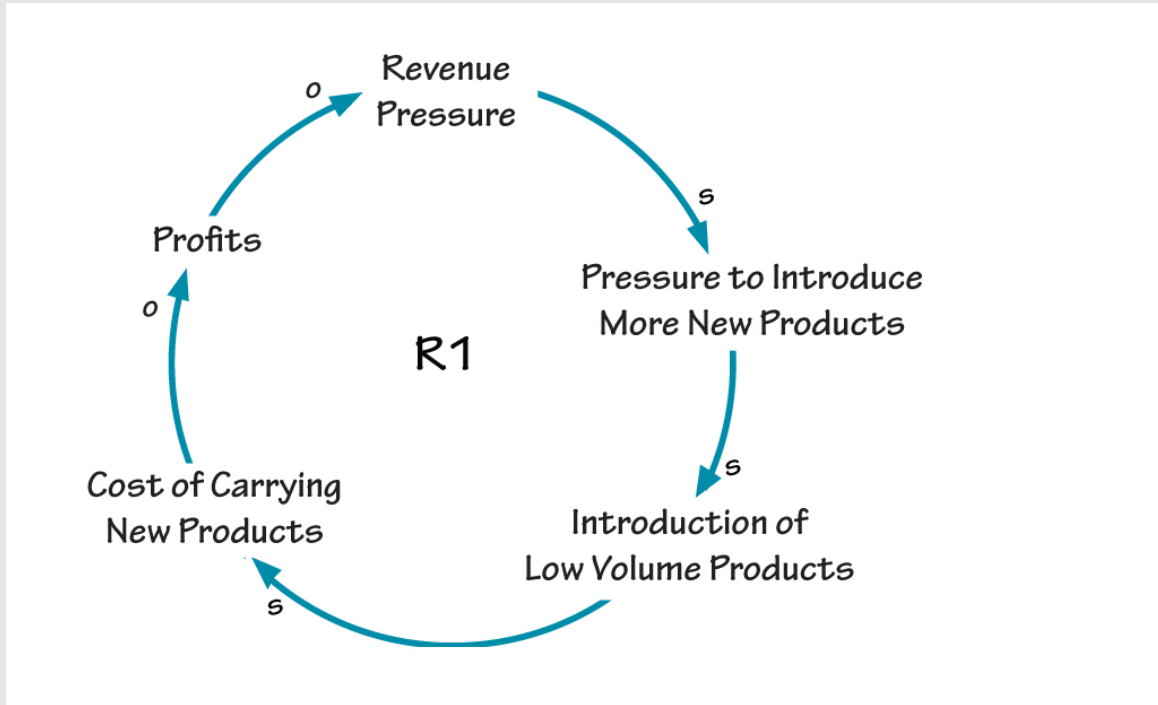 Revenue
Pressure
s
Pressure to Introduce
More New Products
s
Introduction of
Low Volume Products
s
Cost of Carrying
New Products
o
Profits
o
R1